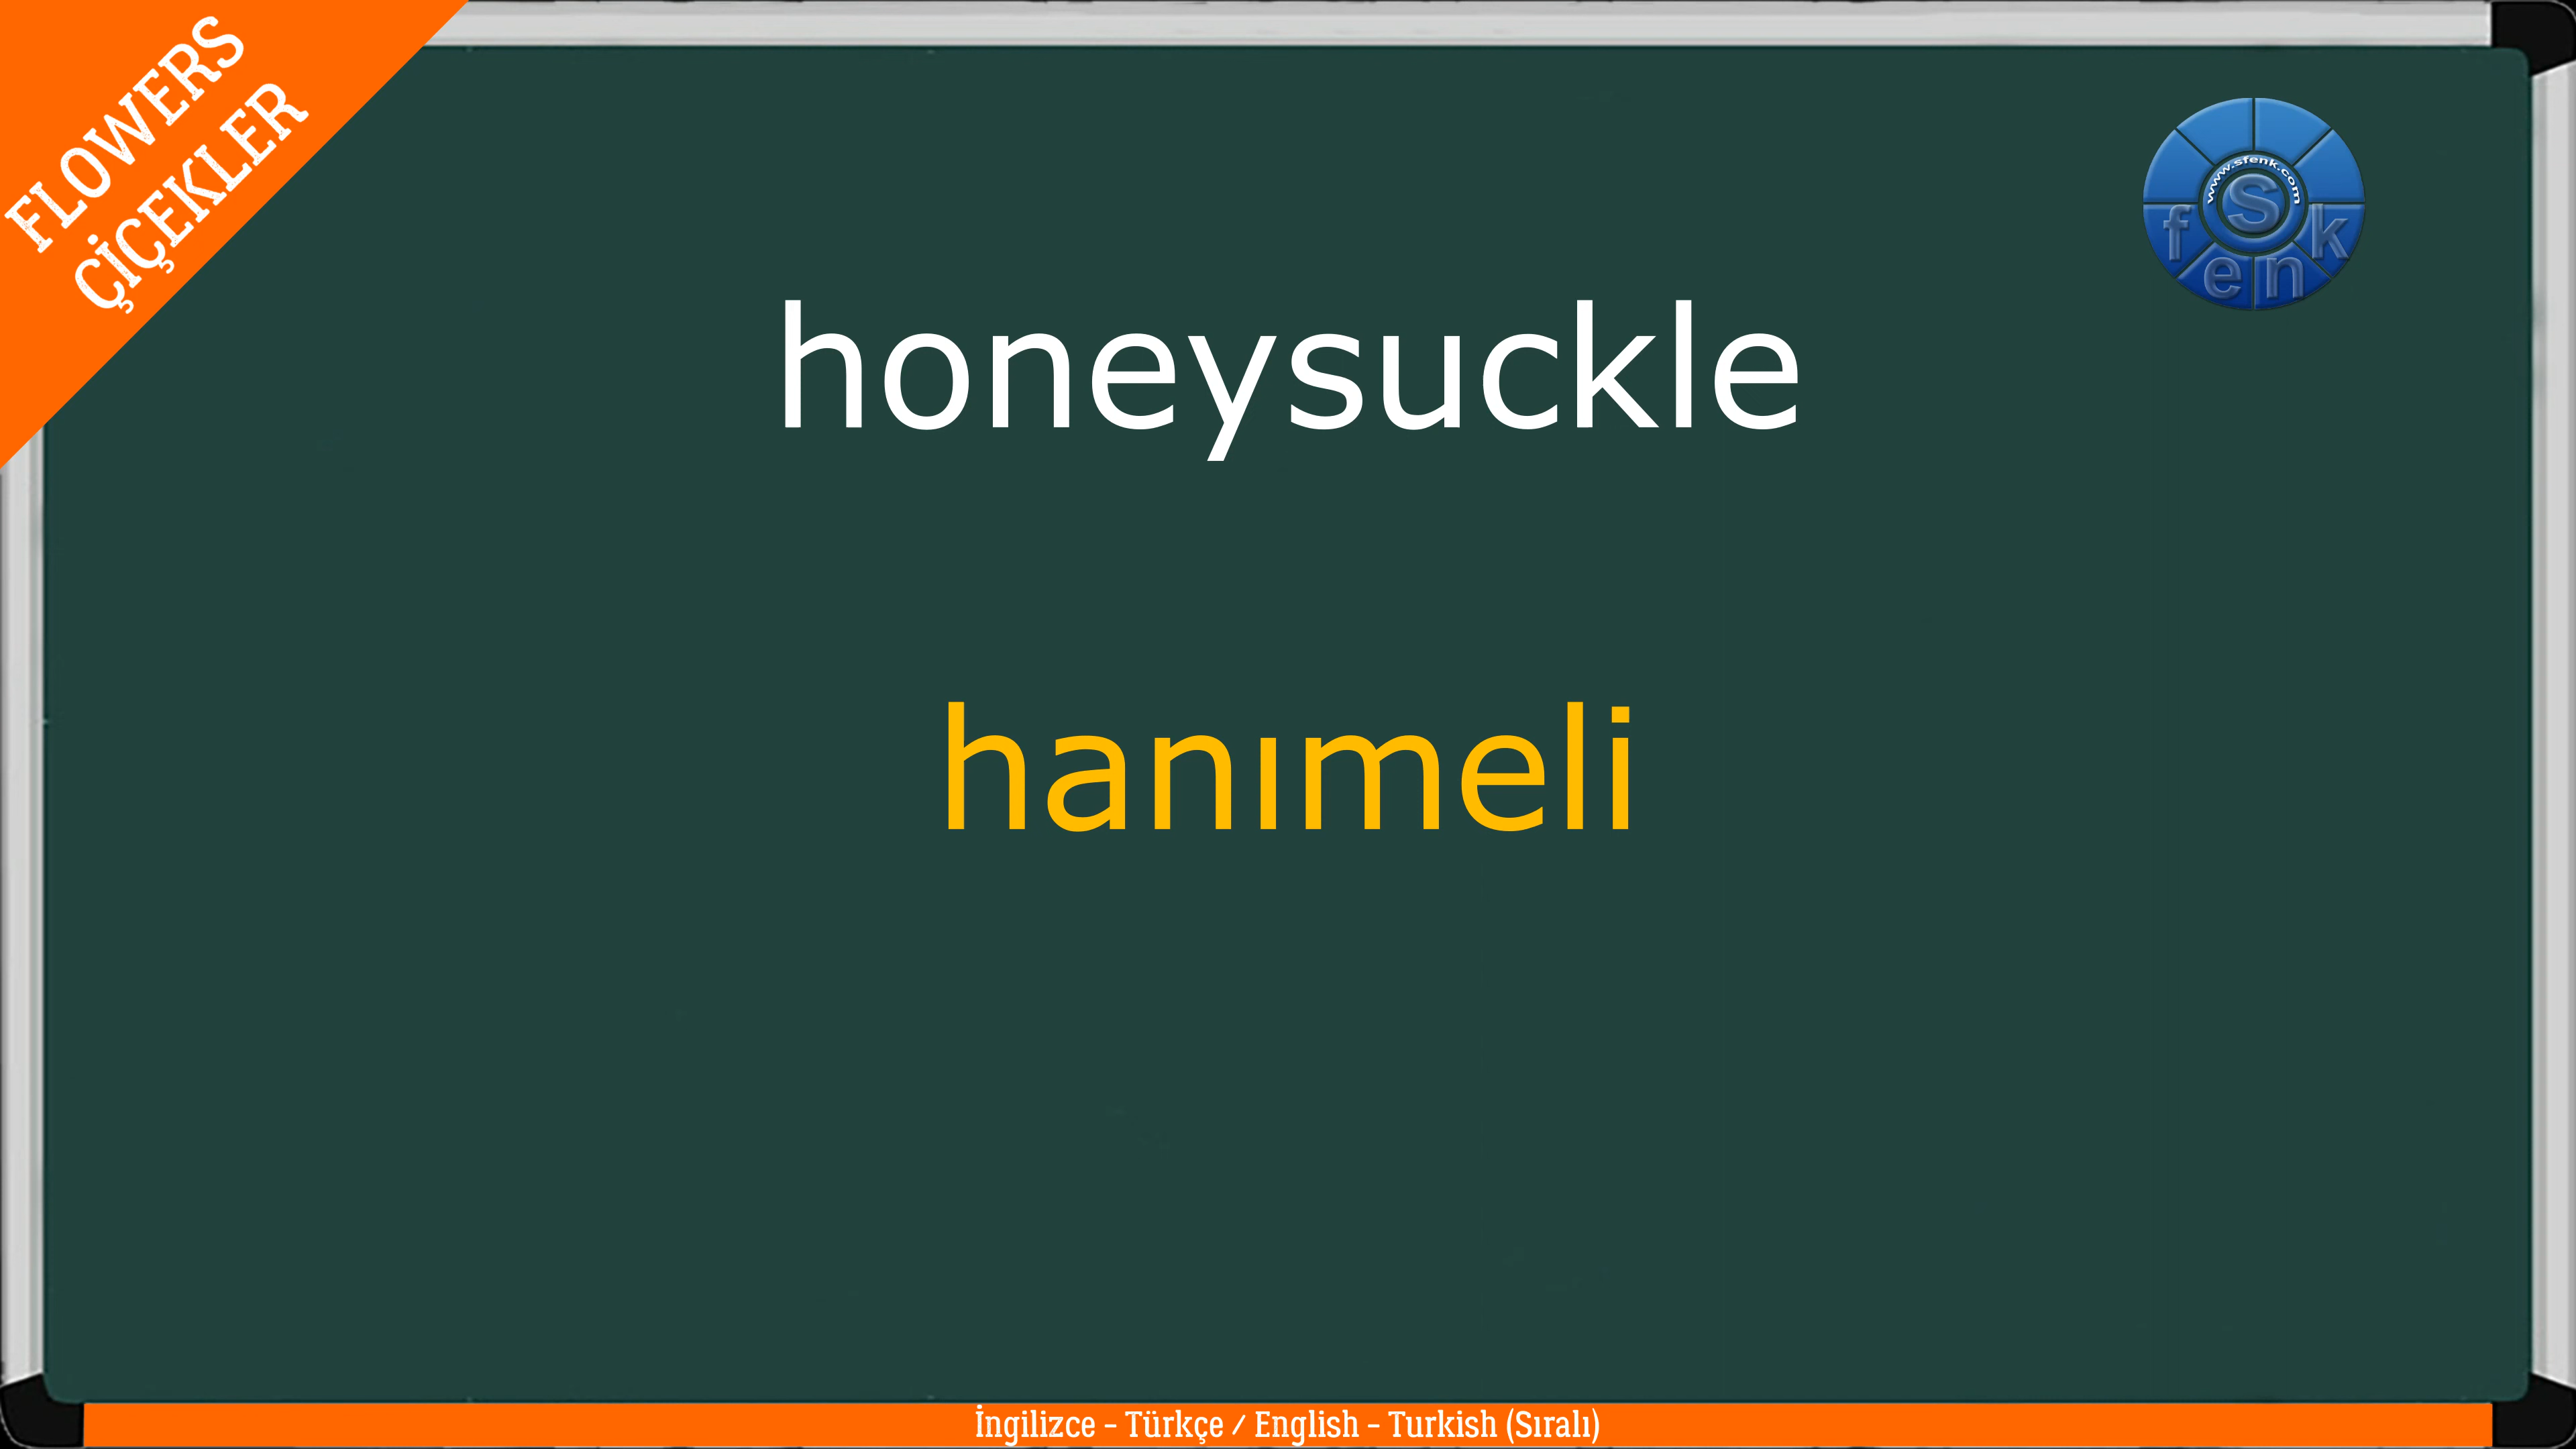 FLOWERS
ÇİÇEKLER
www.sfenk.com
S
f e n k
honeysuckle
hanımeli
İngilizce - Türkçe / English - Turkish (Sıralı)